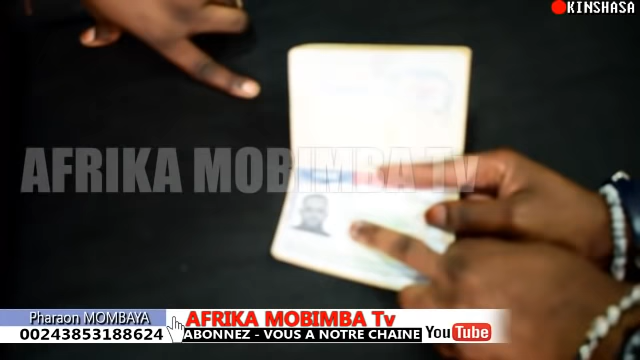 KINSHASA
AFRIKA MOBIMBA Tv
Pharaon MOMBAYA
00243853188624
AFRIKA MOBIMBA Tv
ABONNEZ - VOUS A NOTRE CHAINE
YouTube